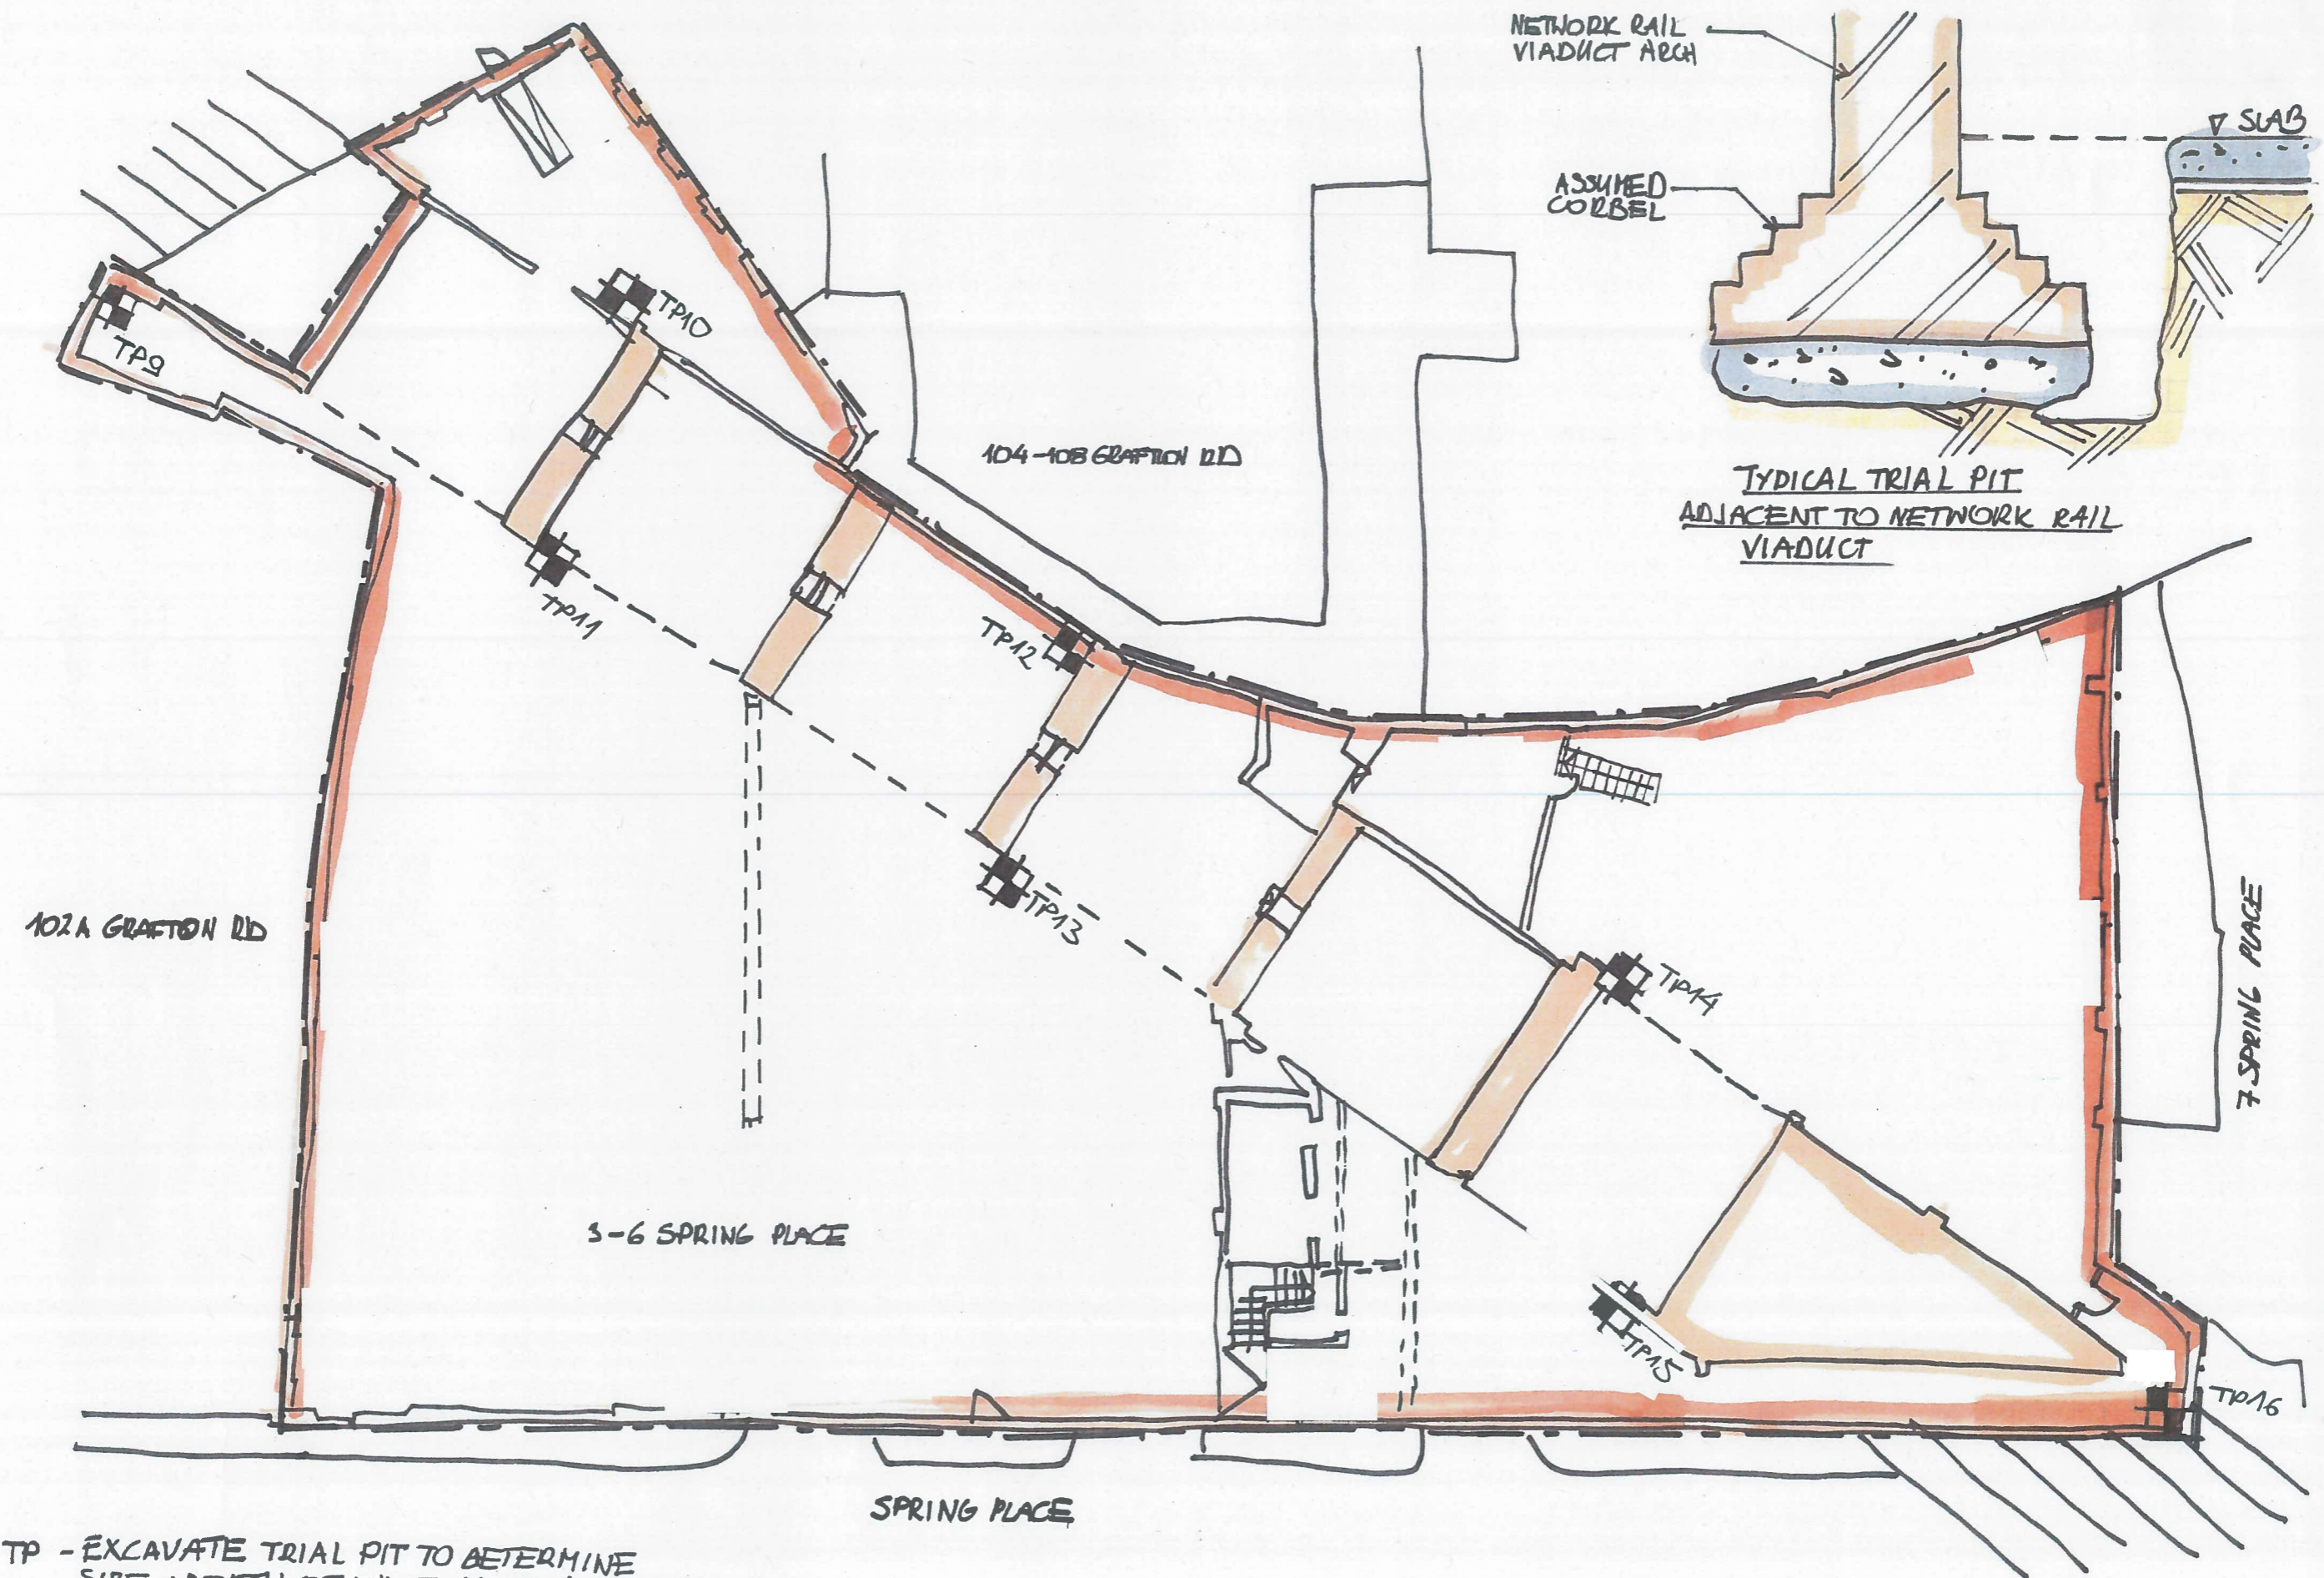 NETWORK RAIL
VIADUCT ARCH
SLAB
ASSUMED
CORBEL
TYPICAL TRIAL PIT
ADJACENT TO NETWORK RAIL
VIADUCT
TP10
TP9
104-108 GRAFTON RD
TP11
TP12
TP13
102A GRAFTON RD
TP14
7 SPRING PLACE
3-6 SPRING PLACE
TP15
TP16
SPRING PLACE
TP - EXCAVATE TRIAL PIT TO DETERMINE